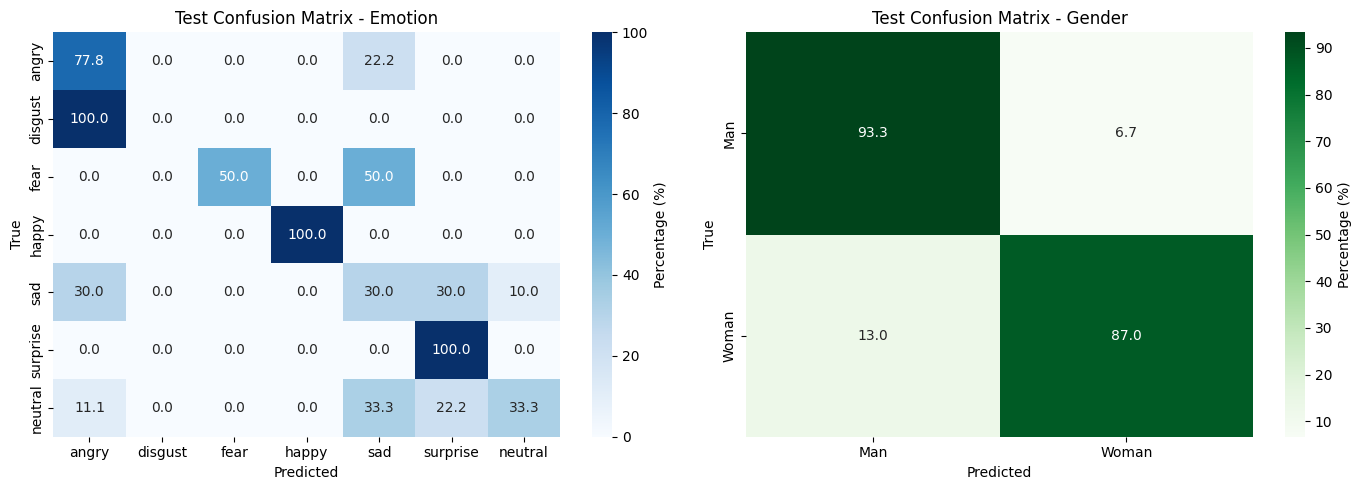 Test Confusion Matrix - Emotion
angry 77.8 0.0 0.0 0.0 22.2 0.0 0.0
disgust 100.0 0.0 0.0 0.0 0.0 0.0 0.0
fear 0.0 0.0 50.0 0.0 50.0 0.0 0.0
happy 0.0 0.0 0.0 100.0 0.0 0.0 0.0
sad 30.0 0.0 0.0 0.0 30.0 30.0 10.0
surprise 0.0 0.0 0.0 0.0 0.0 100.0 0.0
neutral 11.1 0.0 0.0 0.0 33.3 22.2 33.3
angry disgust fear happy sad surprise neutral
Predicted
True
100
80
60
40
20
0
Percentage (%)
Test Confusion Matrix - Gender
Man 93.3 6.7
Woman 13.0 87.0
Man Woman
Predicted
True
90
80
70
60
50
40
30
20
10
Percentage (%)